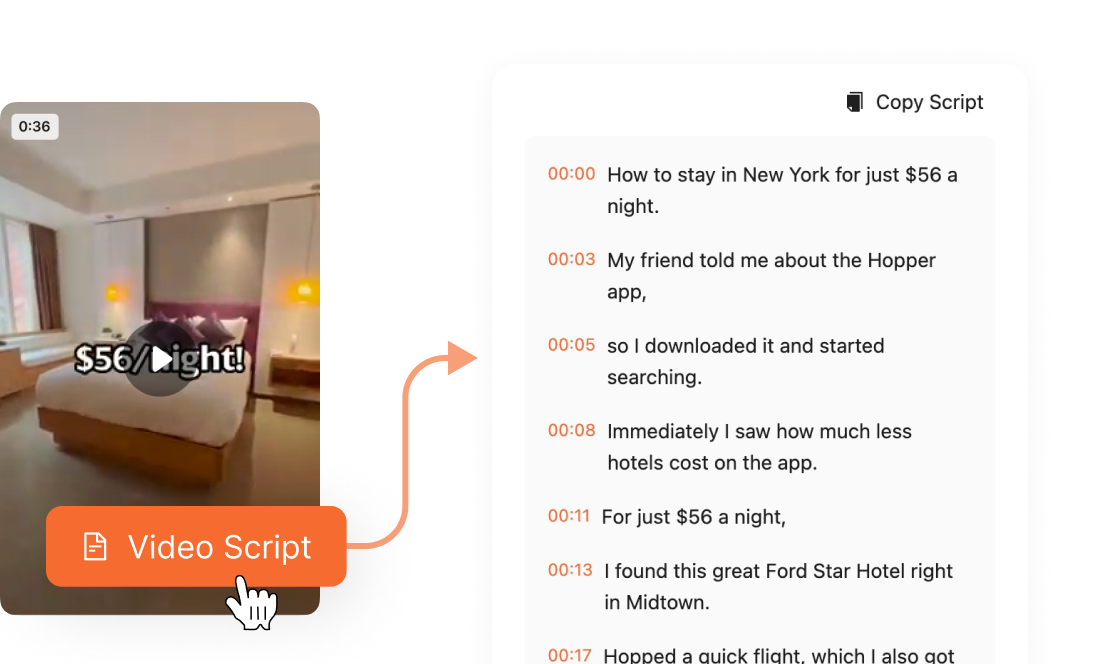 0:36
$56/night!
Video Script
Copy Script
00:00 How to stay in New York for just $56 a
night.
00:03 My friend told me about the Hopper
app,
00:05 so I downloaded it and started
searching.
00:08 Immediately I saw how much less
hotels cost on the app.
00:11 For just $56 a night,
00:13 I found this great Ford Star Hotel right
in Midtown.
00:17 Hopped a quick flight, which I also got